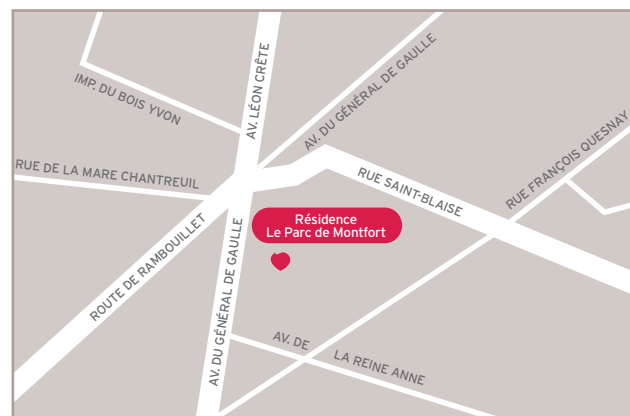 AV. LÉON CRÊTE
AV. DU GÉNÉRAL DE GAULLE
IMP. DU BOIS YVON
RUE FRANÇOIS QUESNAY
RUE DE LA MARE CHANTREUIL
RUE SAINT-BLAISE
Résidence
Le Parc de Montfort
ROUTE DE RAMBOUILLET
AV. DU GÉNÉRAL DE GAULLE
AV. DE LA REINE ANNE